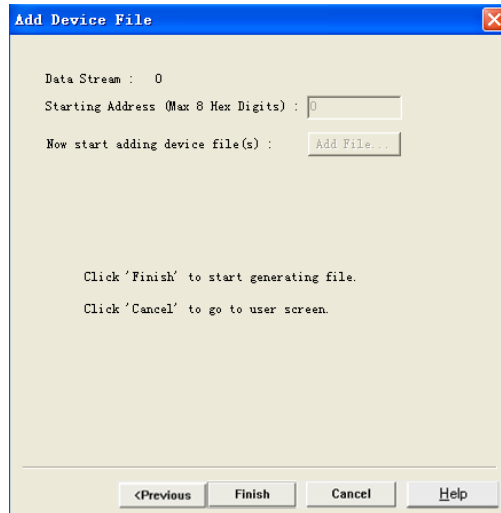 Add Device File
Data Stream : 0
Starting Address (Max 8 Hex Digits) : 0
Now start adding device file(s) : Add File...
Click 'Finish' to start generating file.
Click 'Cancel' to go to user screen.
<Previous Finish Cancel Help